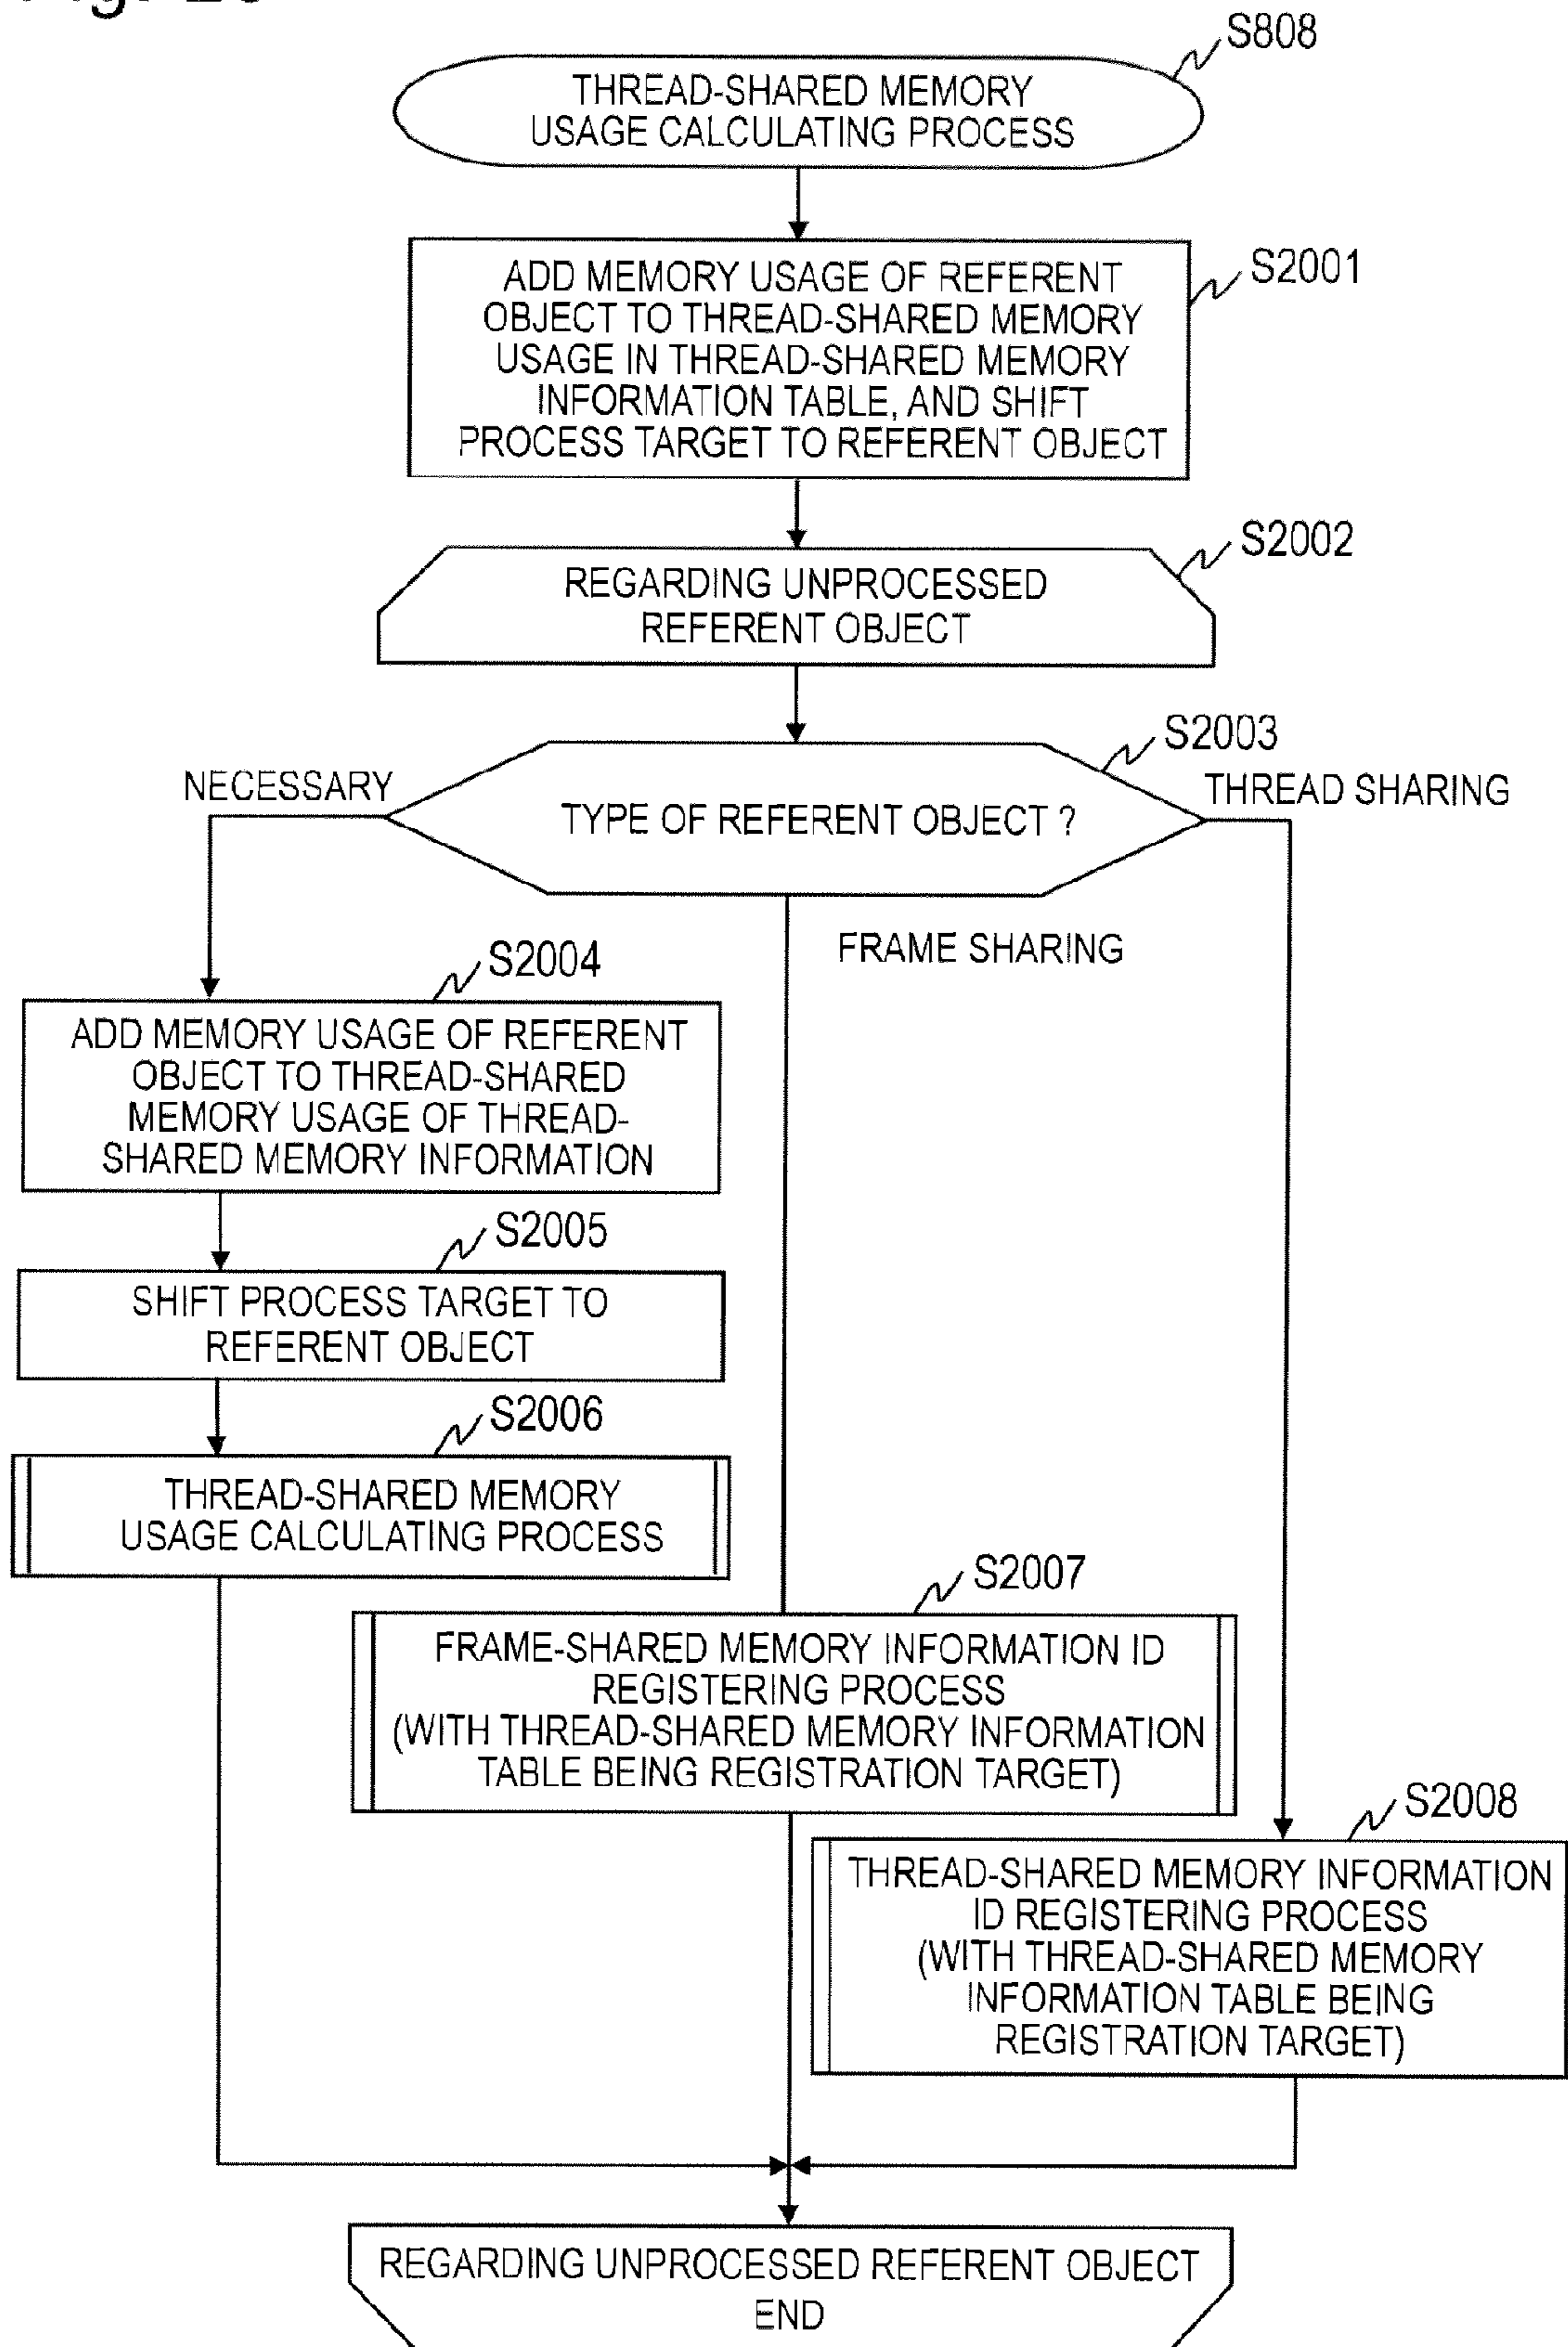 S808
THREAD-SHARED MEMORY
USAGE CALCULATING PROCESS
S2001
ADD MEMORY USAGE OF REFERENT
OBJECT TO THREAD-SHARED MEMORY
USAGE IN THREAD-SHARED MEMORY
INFORMATION TABLE, AND SHIFT
PROCESS TARGET TO REFERENT OBJECT
S2002
REGARDING UNPROCESSED
REFERENT OBJECT
S2003
NECESSARY
THREAD SHARING
TYPE OF REFERENT OBJECT ?
FRAME SHARING
S2004
ADD MEMORY USAGE OF REFERENT
OBJECT TO THREAD-SHARED
MEMORY USAGE OF THREAD-
SHARED MEMORY INFORMATION
S2005
SHIFT PROCESS TARGET TO
REFERENT OBJECT
S2006
THREAD-SHARED MEMORY
USAGE CALCULATING PROCESS
S2007
FRAME-SHARED MEMORY INFORMATION ID
REGISTERING PROCESS
(WITH THREAD-SHARED MEMORY INFORMATION
TABLE BEING REGISTRATION TARGET)
S2008
THREAD-SHARED MEMORY INFORMATION
ID REGISTERING PROCESS
(WITH THREAD-SHARED MEMORY
INFORMATION TABLE BEING
REGISTRATION TARGET)
REGARDING UNPROCESSED REFERENT OBJECT
END